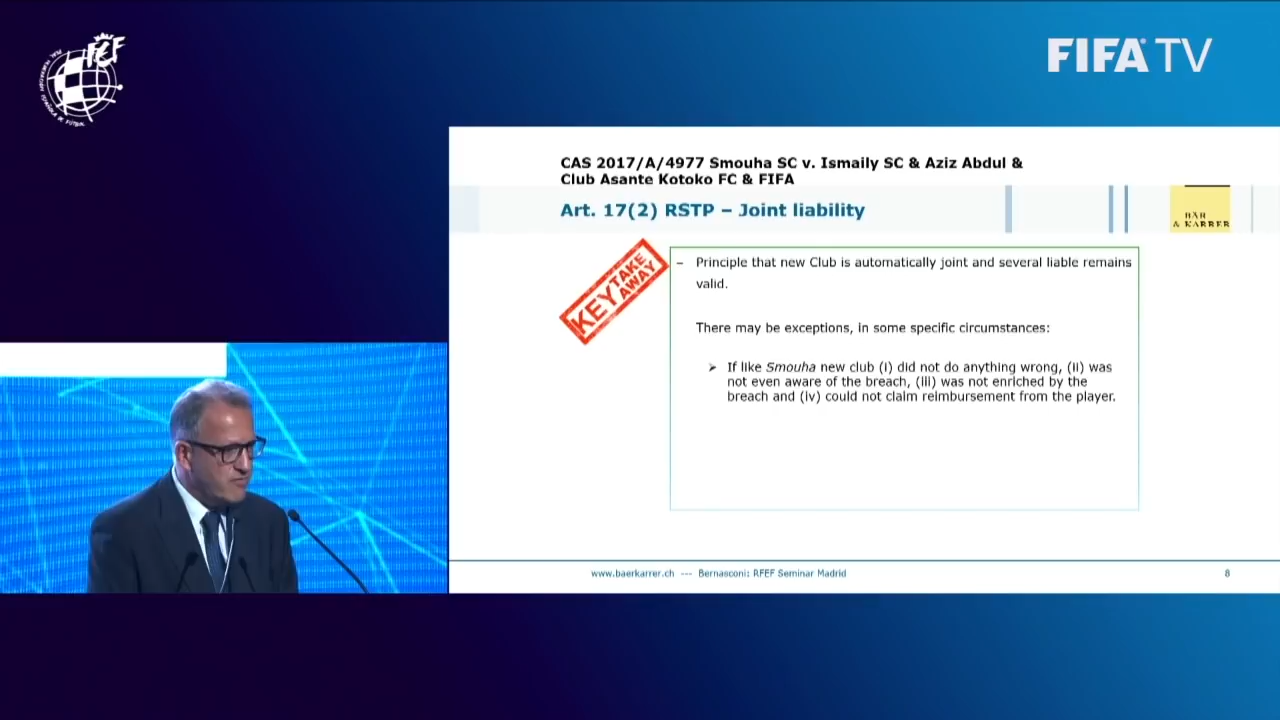 RFEF
FIFA TV
CAS 2017/A/4977 Smouha SC v. Ismaily SC & Aziz Abdul &
Club Asante Kotoko FC & FIFA
Art. 17(2) RSTP – Joint liability
BÄR
& KARRER
KEY TAKE AWAY
– Principle that new Club is automatically joint and several liable remains
valid.
There may be exceptions, in some specific circumstances:
➢ If like Smouha new club (i) did not do anything wrong, (ii) was
not even aware of the breach, (iii) was not enriched by the
breach and (iv) could not claim reimbursement from the player.
www.baerkarrer.ch --- Bernasconi: RFEF Seminar Madrid
8